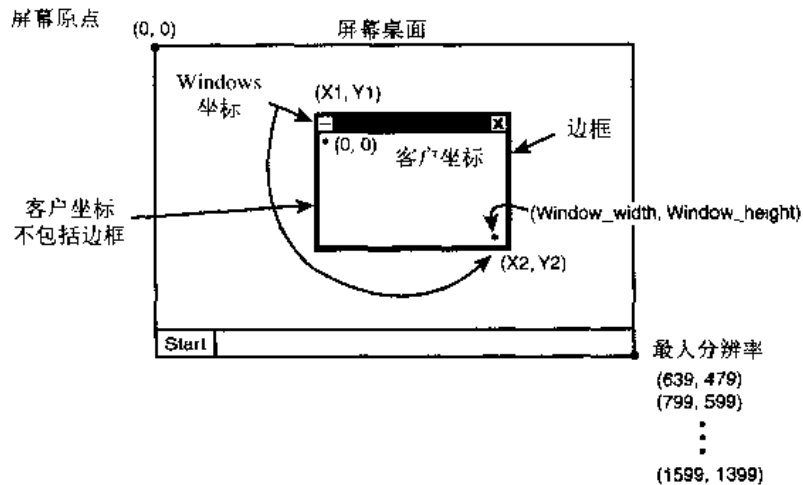 屏幕原点
(0, 0)
屏幕桌面
Windows
坐标
(X1, Y1)
(0, 0)
客户坐标
边框
客户坐标
不包括边框
(Window_width, Window_height)
(X2, Y2)
Start
最人分辨率
(639, 479)
(799, 599)
(1599, 1399)